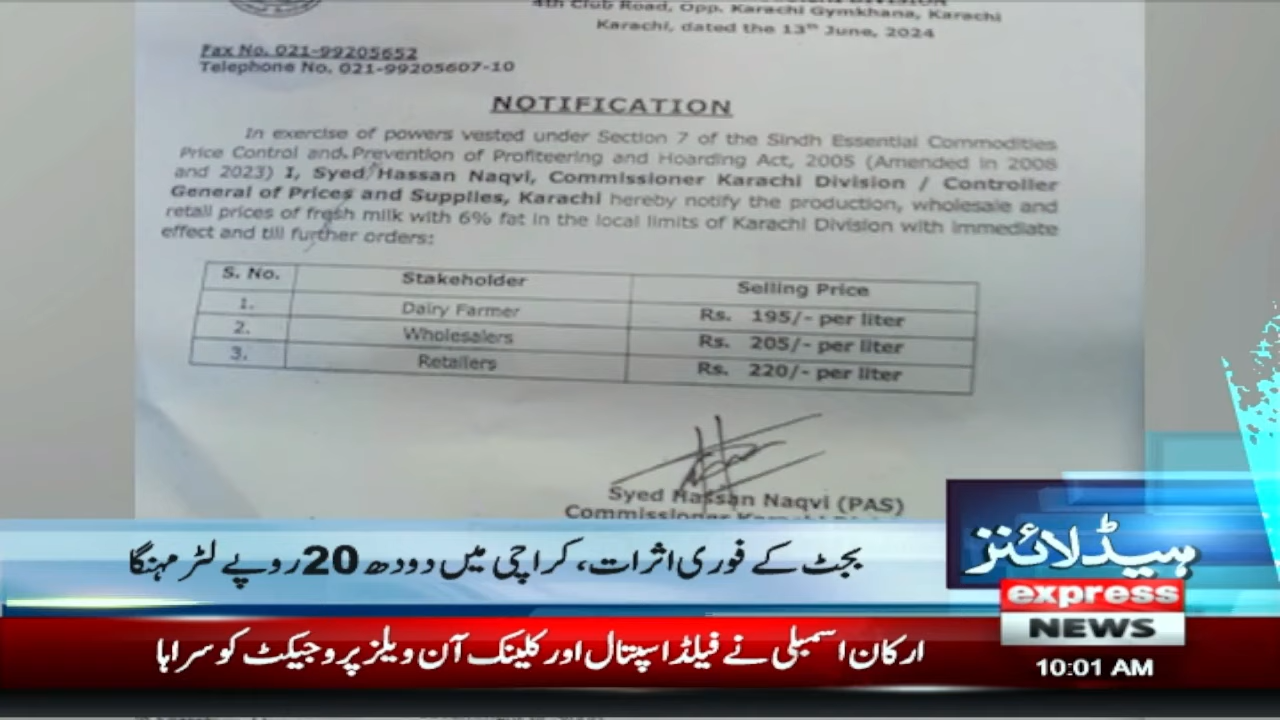 4th Club Road, Opp. Karachi Gymkhana, Karachi
Karachi, dated the 13th June, 2024
Fax No. 021-99205652
Telephone No. 021-99205607-10
NOTIFICATION
In exercise of powers vested under Section 7 of the Sindh Essential Commodities
Price Control and Prevention of Profiteering and Hoarding Act, 2005 (Amended in 2008
and 2023) I, Syed Hassan Naqvi, Commissioner Karachi Division / Controller
General of Prices and Supplies, Karachi hereby notify the production, wholesale and
retail prices of fresh milk with 6% fat in the local limits of Karachi Division with immediate
effect and till further orders:
S. No. Stakeholder Selling Price
1. Dairy Farmer Rs. 195/- per liter
2. Wholesalers Rs. 205/- per liter
3. Retailers Rs. 220/- per liter
Syed Hassan Naqvi (PAS)
Commissioner
ہیڈلائنز
بجٹ کے فوری اثرات، کراچی میں دودھ 20 روپے لٹر مہنگا
express
NEWS
ارکان اسمبلی نے فیلڈ اسپتال اور کلینک آن ویلز پروجیکٹ کو سراہا
10:01 AM